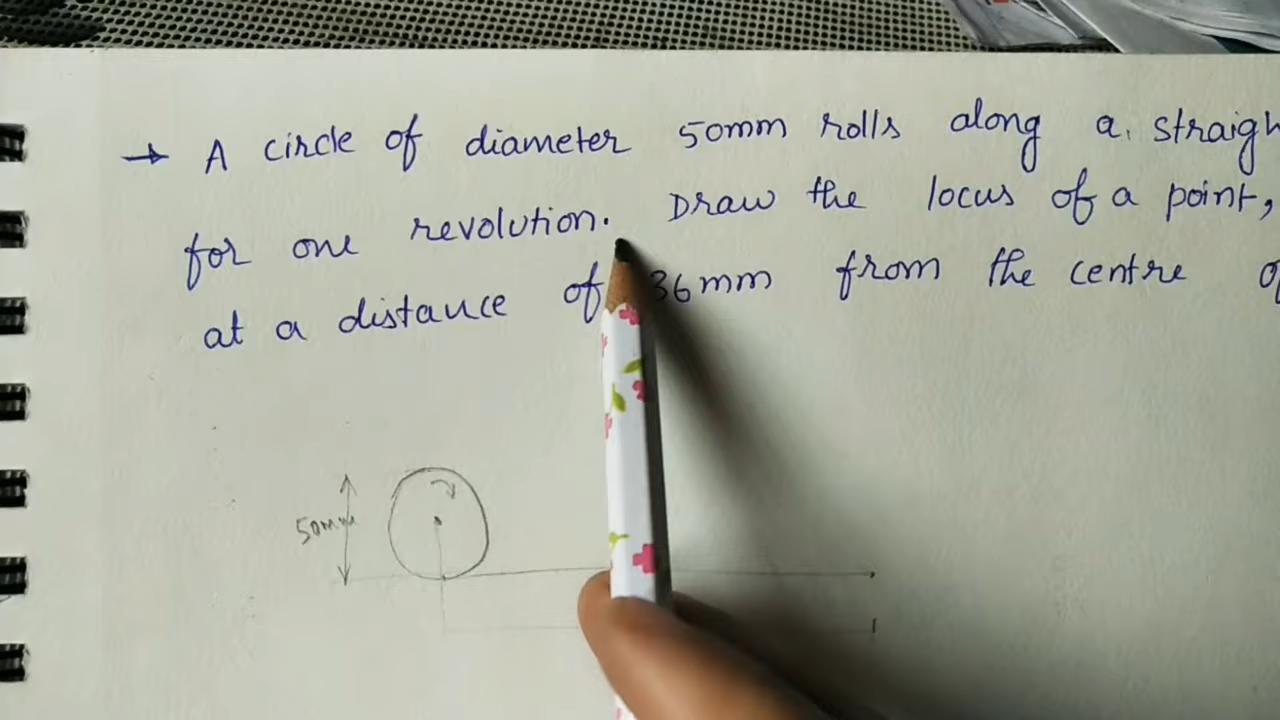 → A circle of diameter 50mm rolls along a straigh
for one revolution. Draw the locus of a point,
at a distance of 36mm from the centre o
50mm